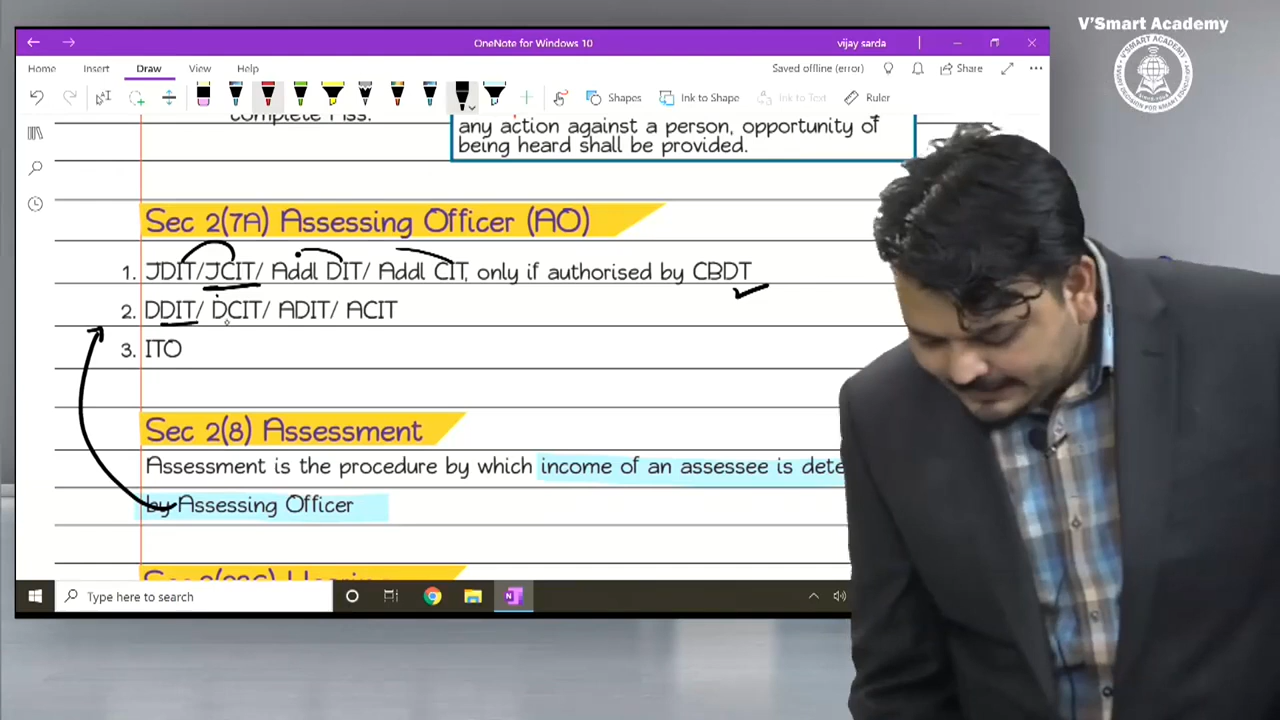 V'Smart Academy
OneNote for Windows 10
vijay sarda
Home Insert Draw View Help
Saved offline (error)
Share
Shapes
Ink to Shape
Ink to Text
Ruler
any action against a person, opportunity of
being heard shall be provided.
Sec 2(7A) Assessing Officer (AO)
1. JDIT/JCIT/ Addl DIT/ Addl CIT, only if authorised by CBDT
2. DDIT/ DCIT/ ADIT/ ACIT
3. ITO
Sec 2(8) Assessment
Assessment is the procedure by which income of an assessee is
by Assessing Officer
Type here to search